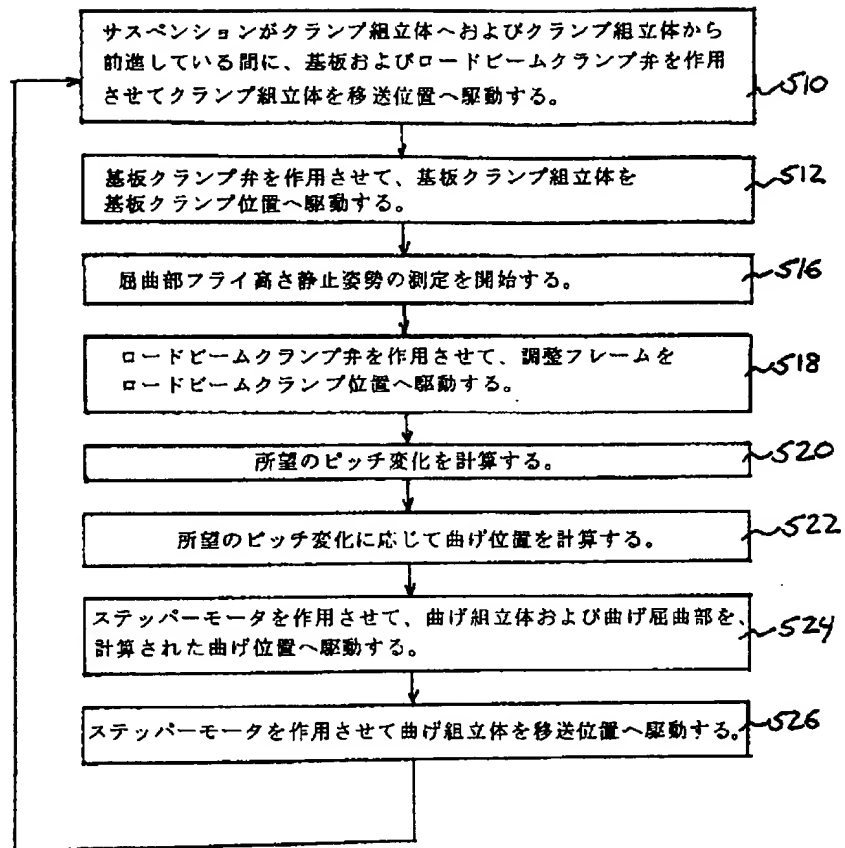 サスペンションがクランプ組立体へおよびクランプ組立体から
前進している間に、基板およびロードビームクランプ弁を作用
させてクランプ組立体を移送位置へ駆動する。
510
基板クランプ弁を作用させて、基板クランプ組立体を
基板クランプ位置へ駆動する。
512
屈曲部フライ高さ静止姿勢の測定を開始する。
516
ロードビームクランプ弁を作用させて、調整フレームを
ロードビームクランプ位置へ駆動する。
518
所望のピッチ変化を計算する。
520
所望のピッチ変化に応じて曲げ位置を計算する。
522
ステッパーモータを作用させて、曲げ組立体および曲げ屈曲部を、
計算された曲げ位置へ駆動する。
524
ステッパーモータを作用させて曲げ組立体を移送位置へ駆動する。
526